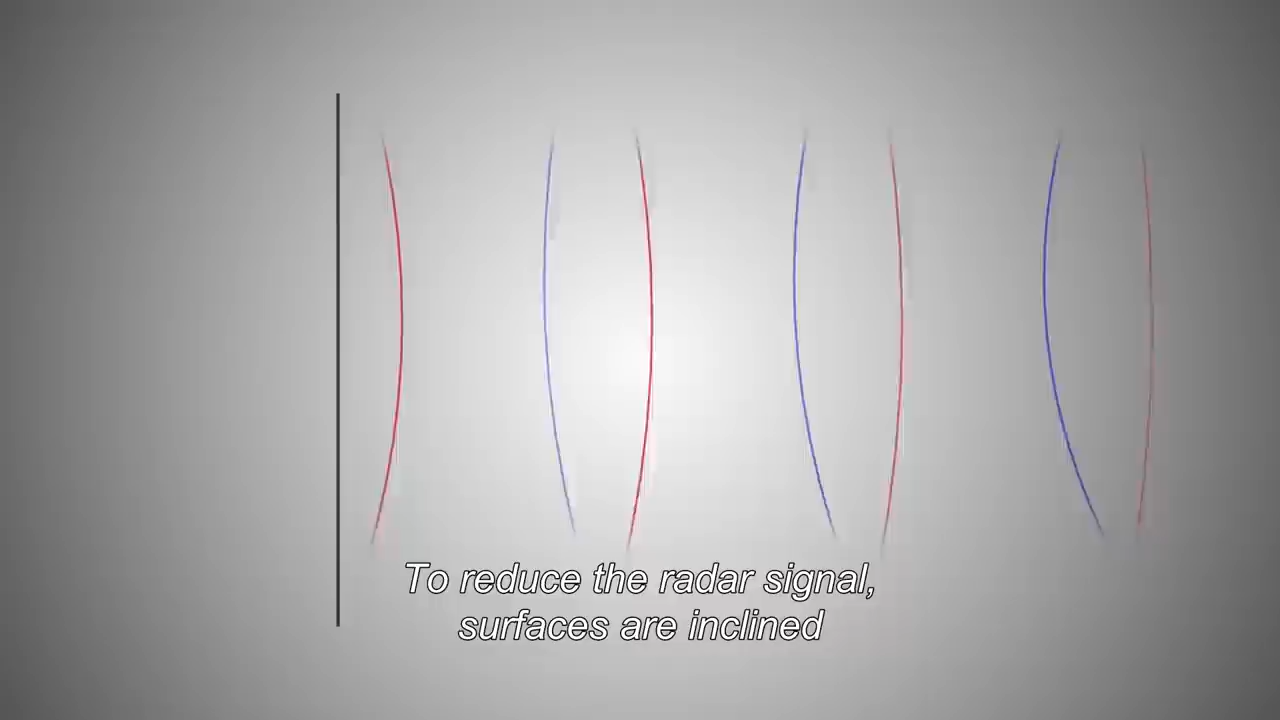 To reduce the radar signal,
surfaces are inclined